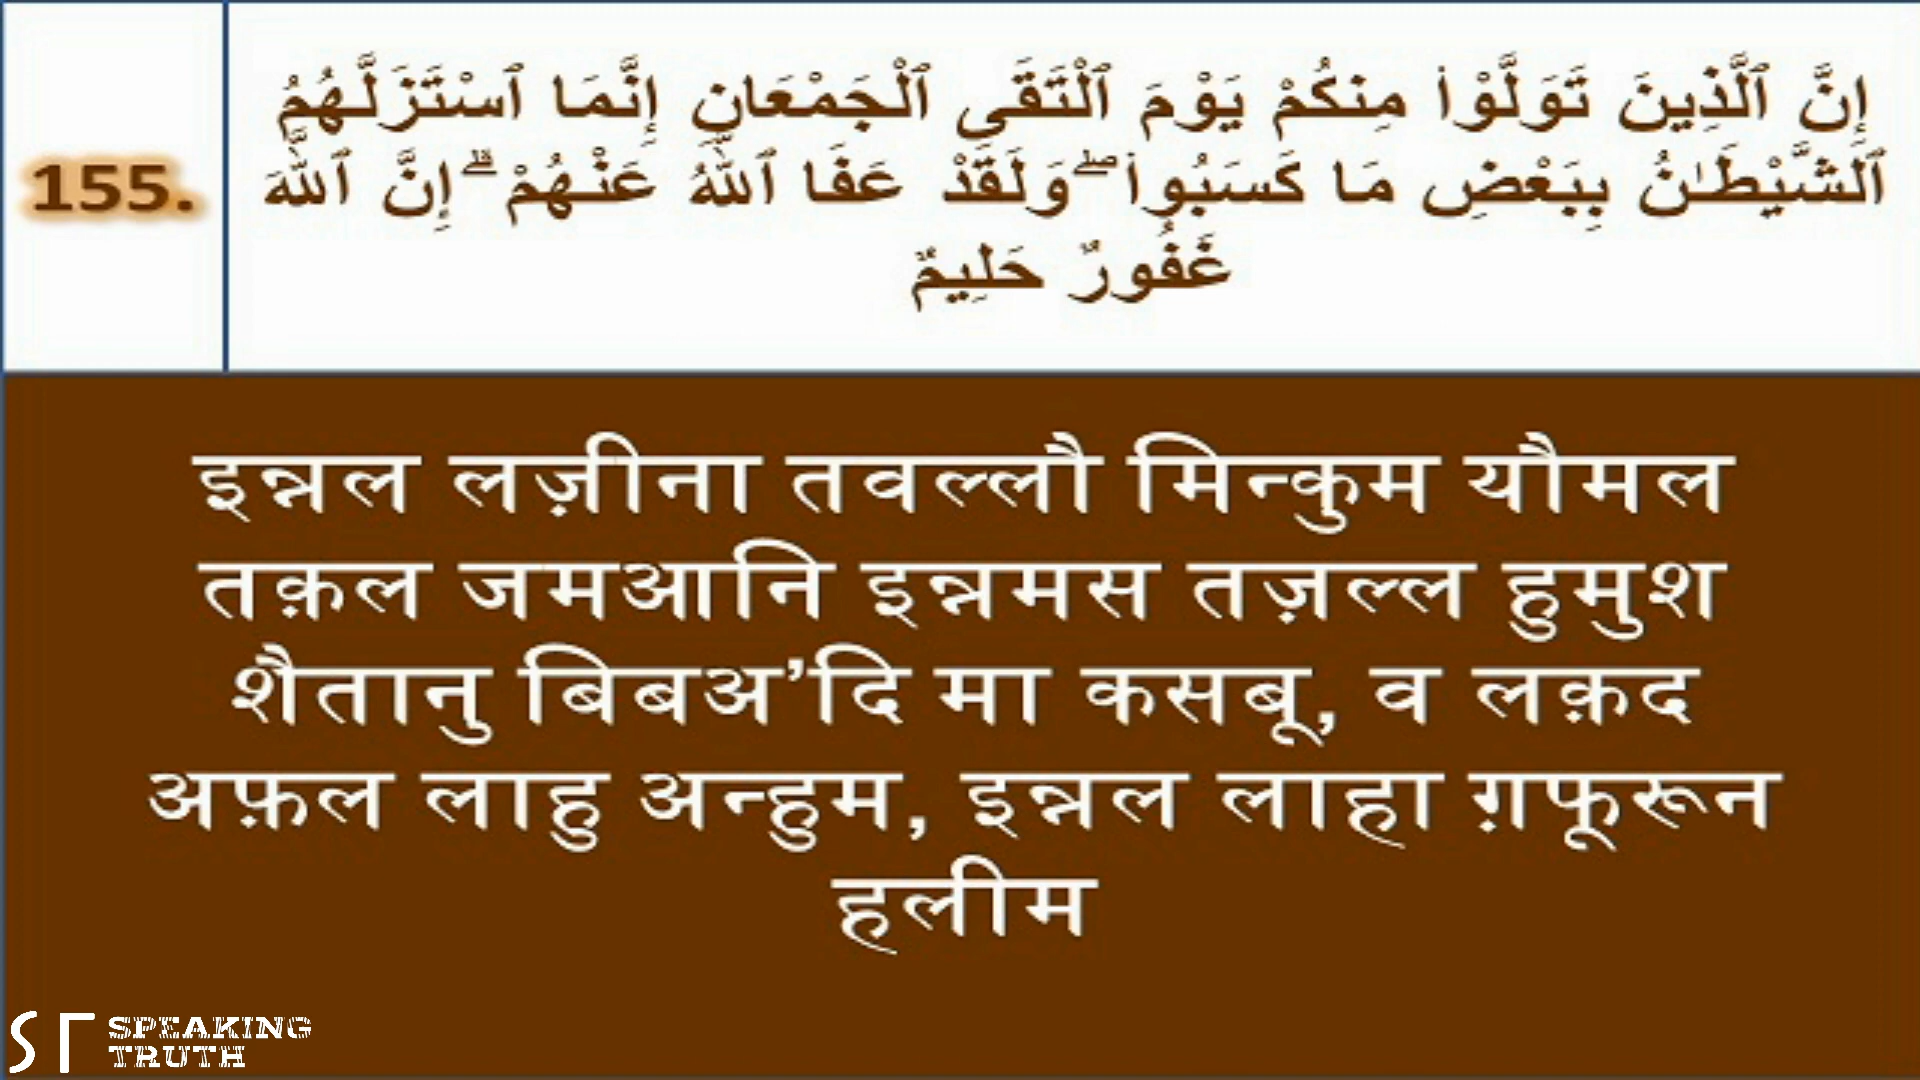 155.
إِنَّ ٱلَّذِينَ تَوَلَّوْا۟ مِنكُمْ يَوْمَ ٱلْتَقَى ٱلْجَمْعَانِ إِنَّمَا ٱسْتَزَلَّهُمُ
ٱلشَّيْطَـٰنُ بِبَعْضِ مَا كَسَبُوا۟ ۖ وَلَقَدْ عَفَا ٱللَّهُ عَنْهُمْ ۗ إِنَّ ٱللَّهَ
غَفُورٌ حَلِيمٌ
इन्नल लज़ीना तवल्लौ मिन्कुम यौमल
तक़ल जमआनि इन्नमस तज़ल्ल हुमुश
शैतानु बिबअ’दि मा कसबू, व लक़द
अफ़ल लाहु अन्हुम, इन्नल लाहा ग़फूरून
हलीम
ST SPEAKING
TRUTH